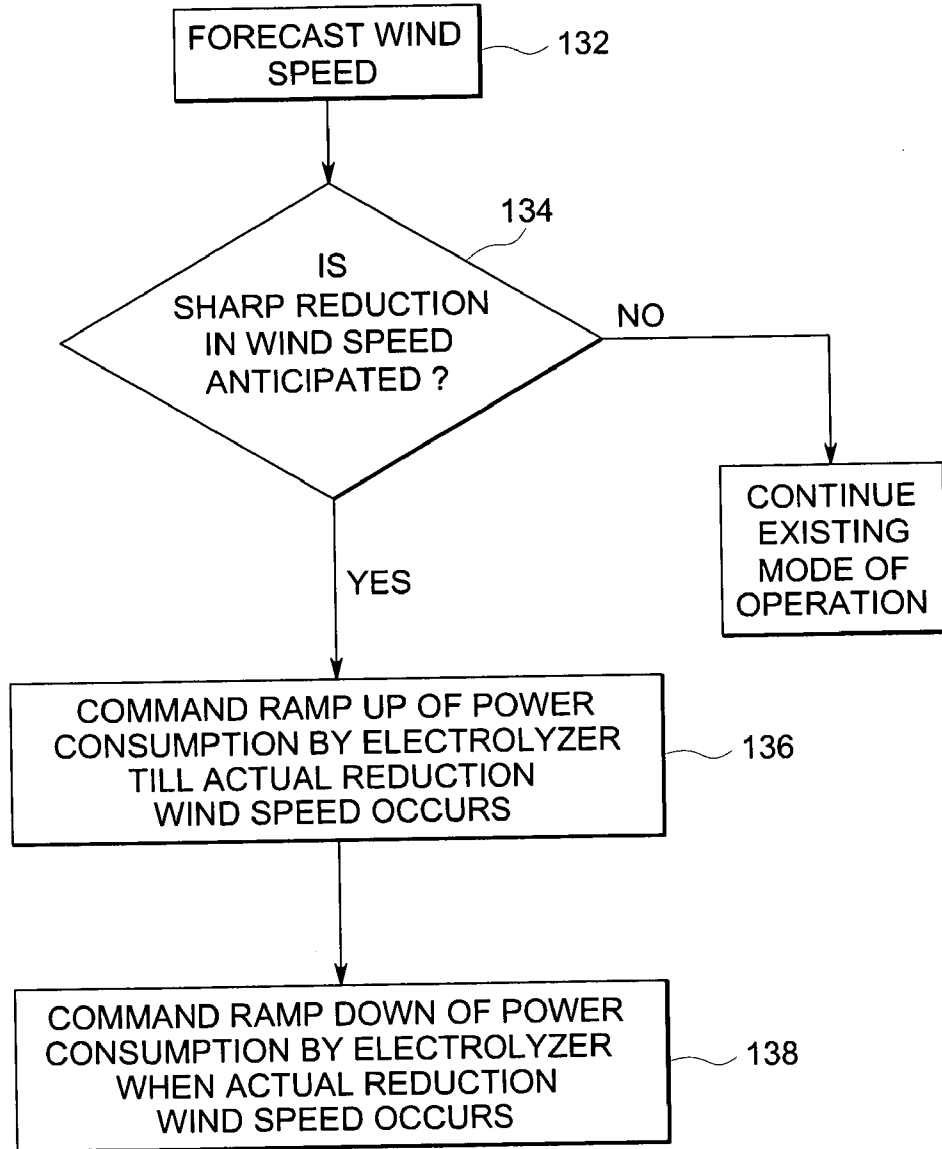 FORECAST WIND
SPEED
132
134
IS
SHARP REDUCTION
IN WIND SPEED
ANTICIPATED ?
NO
CONTINUE
EXISTING
MODE OF
OPERATION
YES
COMMAND RAMP UP OF POWER
CONSUMPTION BY ELECTROLYZER
TILL ACTUAL REDUCTION
WIND SPEED OCCURS
136
COMMAND RAMP DOWN OF POWER
CONSUMPTION BY ELECTROLYZER
WHEN ACTUAL REDUCTION
WIND SPEED OCCURS
138